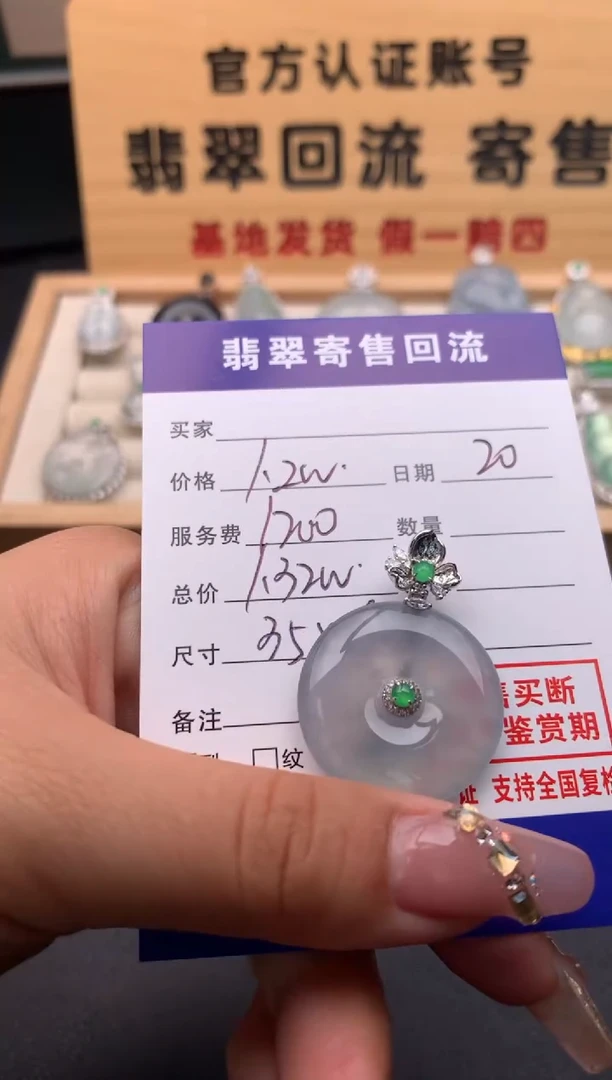 官方认证账号
翡翠回流 寄售
基地发货 假一赔四
翡翠寄售回流
买家
价格 1.2W. 日期 20
服务费 1200 数量
总价 1.32W.
尺寸 35
备注
纹
买断
鉴赏期
支持全国复检